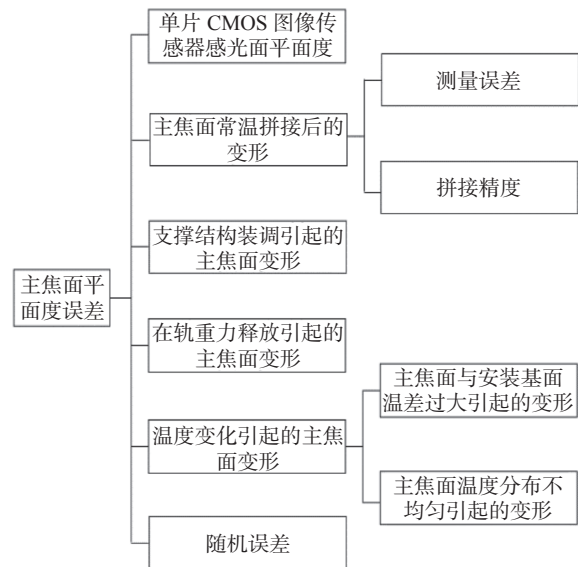 主焦面平
面度误差
单片 CMOS 图像传
感器感光面平面度
主焦面常温拼接后的
变形
测量误差
拼接精度
支撑结构装调引起的
主焦面变形
在轨重力释放引起的
主焦面变形
温度变化引起的主焦
面变形
主焦面与安装基面
温差过大引起的变形
主焦面温度分布不
均匀引起的变形
随机误差